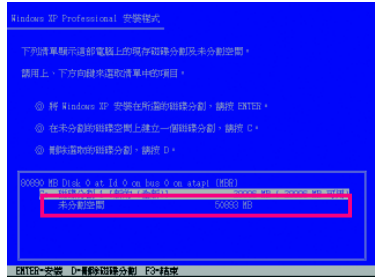 Windows XP Professional 安裝程式
下列清單顯示這部電腦上的現存磁碟分割及未分割空間。
請用上、下方向鍵來選取清單中的項目。
◎ 將 Windows XP 安裝在所選的磁碟分割，請按 ENTER。
◎ 在未分割的磁碟空間上建立一個磁碟分割，請按 C。
◎ 刪除選取的磁碟分割，請按 D。
80890 MB Disk 0 at Id 0 on bus 0 on atapi (MBR)
未分割空間 50893 MB
ENTER=安裝 D=刪除磁碟分割 F3=結束